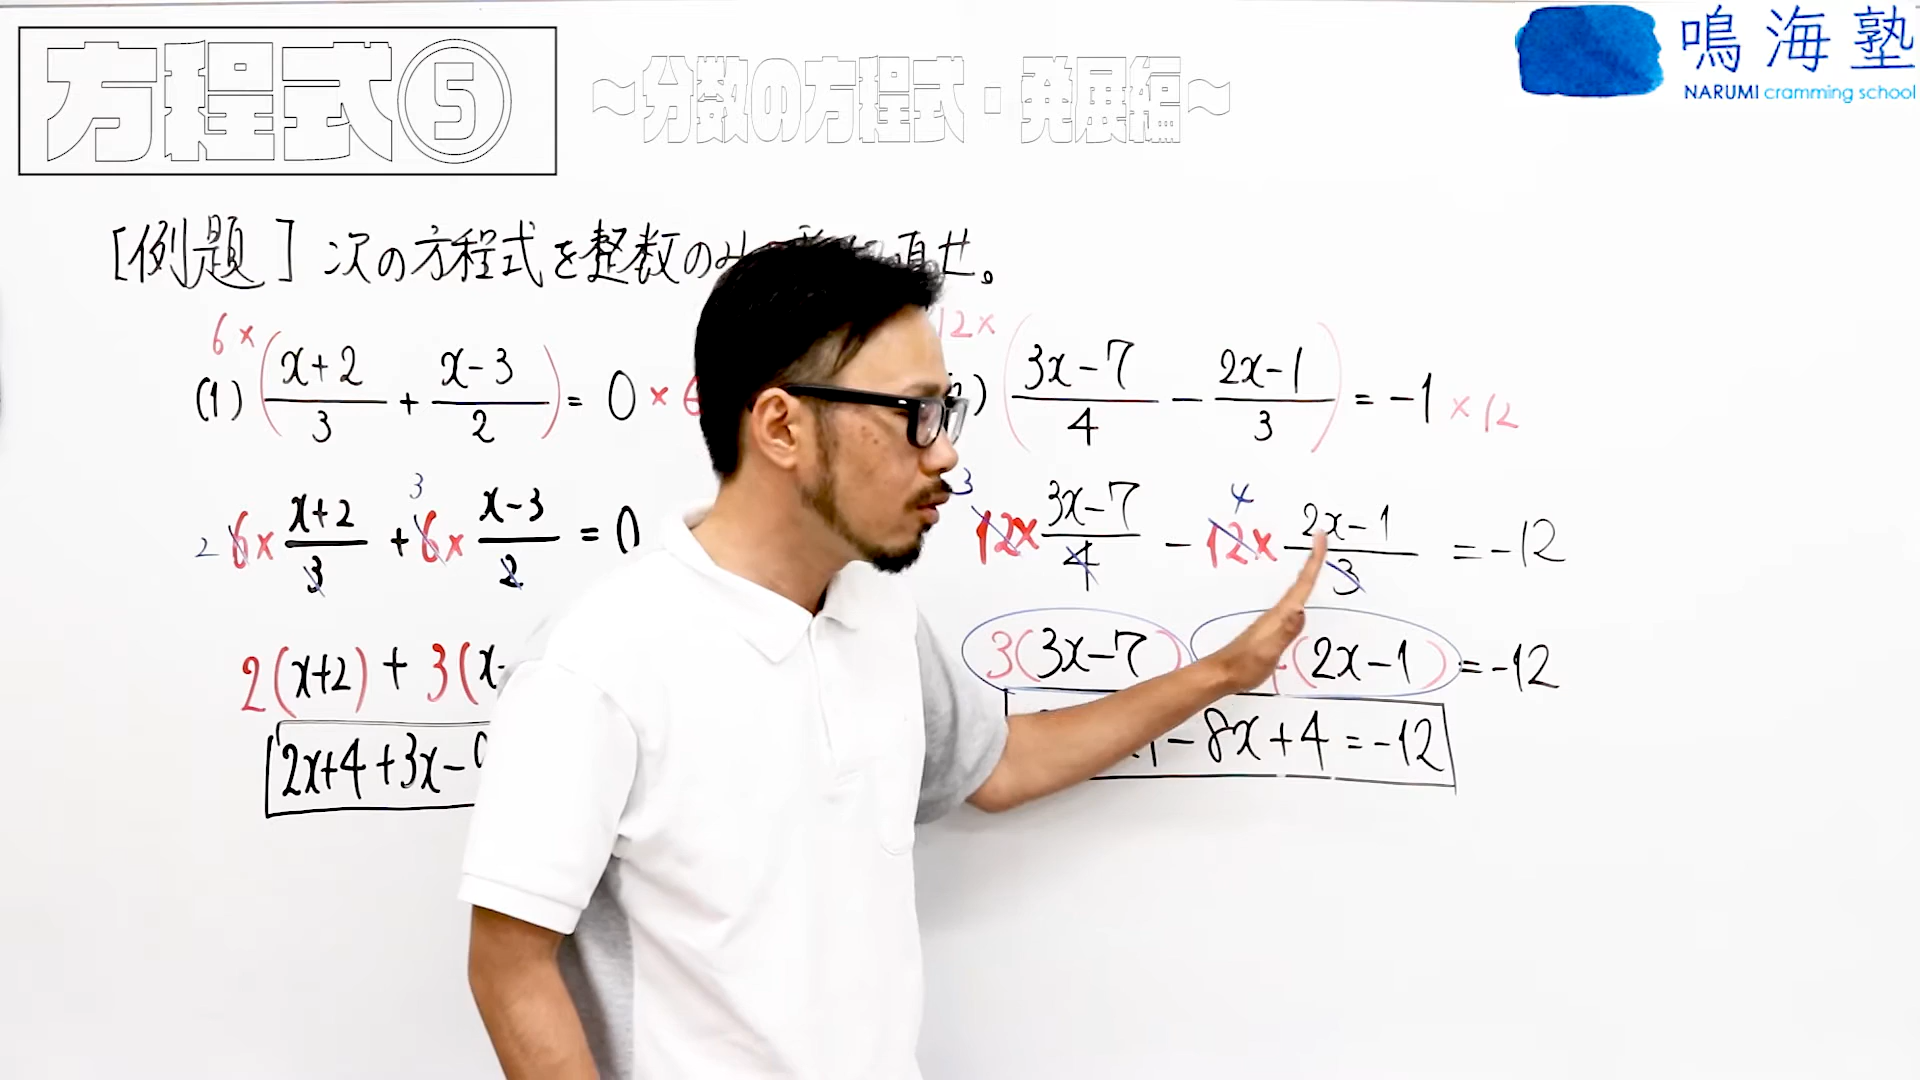 方程式⑤ ～分数の方程式・発展編～
鳴海塾
NARUMI cramming school
[例題] 次の方程式を整数のみ 直せ。
6× (1) (x+2/3 + x-3/2) = 0 ×6
2 6× x+2/3 + 3 6× x-3/2 = 0
2(x+2) + 3(x-
2x+4+3x-
12× ) (3x-7/4 - 2x-1/3) = -1 ×12
3 12× 3x-7/4 - 4 12× 2x-1/3 = -12
3(3x-7) (2x-1) = -12
-8x+4=-12